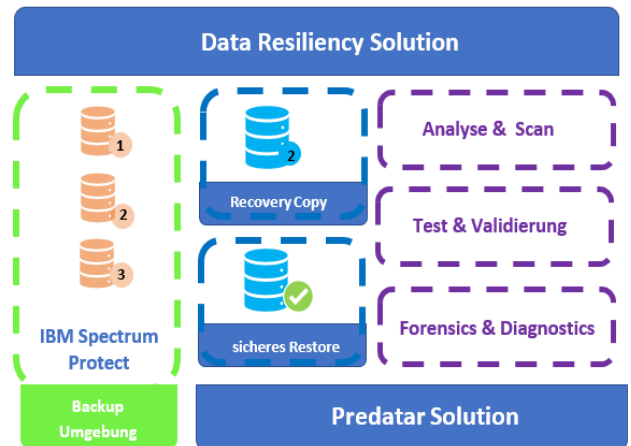 Data Resiliency Solution
1
2
3
IBM Spectrum
Protect
Backup
Umgebung
2
Recovery Copy
sicheres Restore
Analyse & Scan
Test & Validierung
Forensics & Diagnostics
Predatar Solution